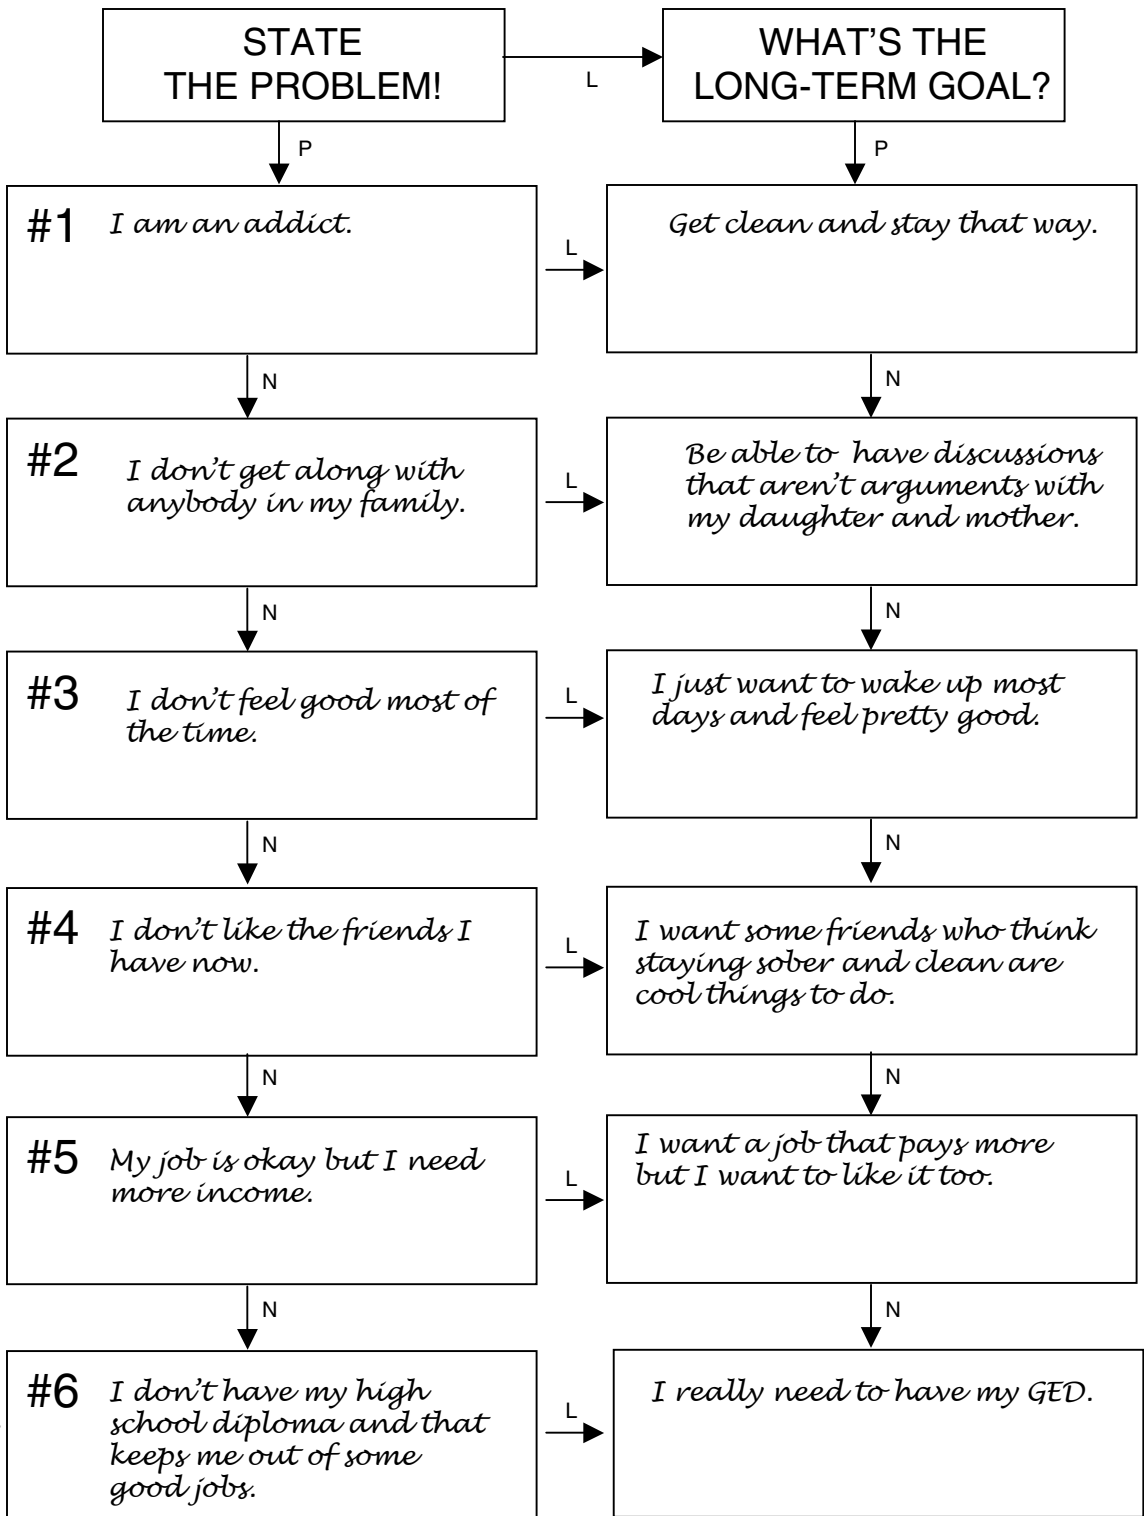 STATE
THE PROBLEM!
L
WHAT'S THE
LONG-TERM GOAL?
P
P
#1 I am an addict.
L
Get clean and stay that way.
N
N
#2 I don't get along with
anybody in my family.
L
Be able to have discussions
that aren't arguments with
my daughter and mother.
N
N
#3 I don't feel good most of
the time.
L
I just want to wake up most
days and feel pretty good.
N
N
#4 I don't like the friends I
have now.
L
I want some friends who think
staying sober and clean are
cool things to do.
N
N
#5 My job is okay but I need
more income.
L
I want a job that pays more
but I want to like it too.
N
N
#6 I don't have my high
school diploma and that
keeps me out of some
good jobs.
L
I really need to have my GED.